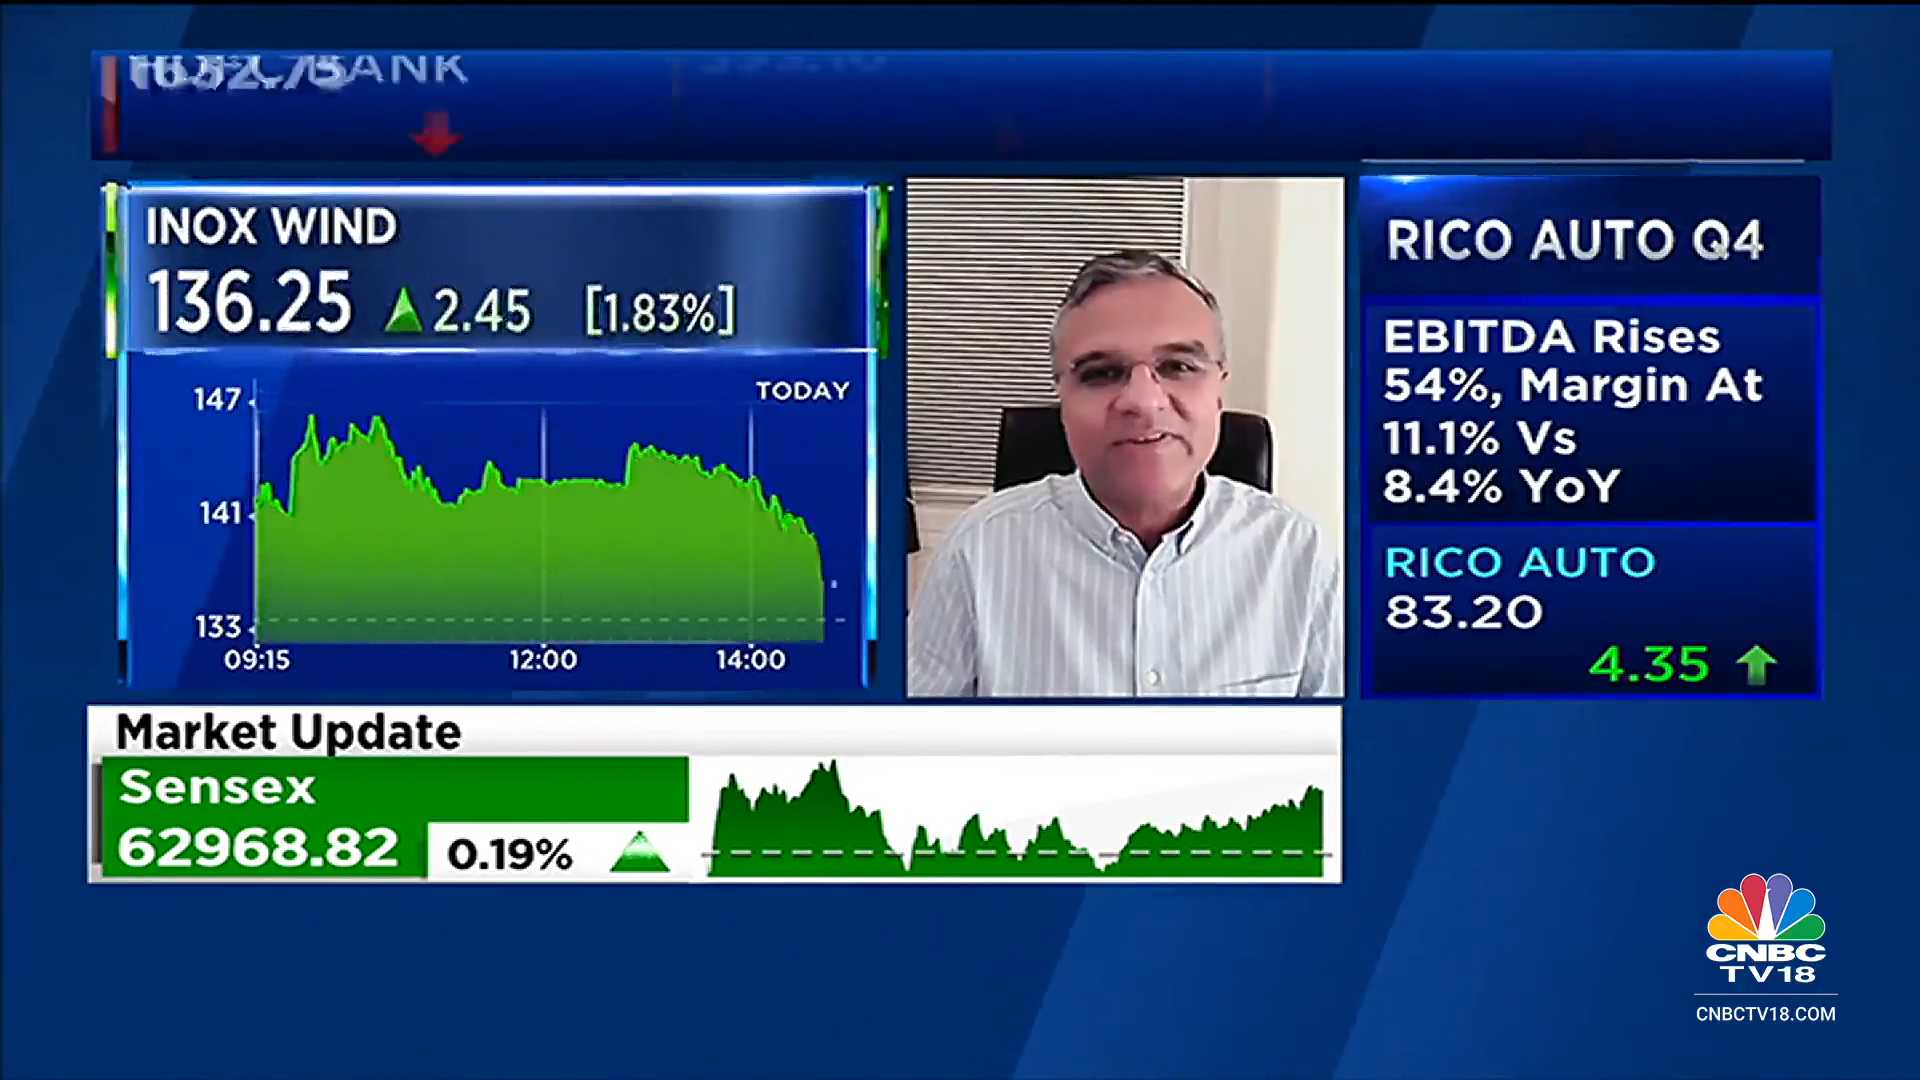 BANK
INOX WIND
136.25 ▲ 2.45 [1.83%]
TODAY
147
141
133
09:15 12:00 14:00
RICO AUTO Q4
EBITDA Rises
54%, Margin At
11.1% Vs
8.4% YoY
RICO AUTO
83.20
4.35
Market Update
Sensex
62968.82 0.19%
CNBC
TV18
CNBCTV18.COM